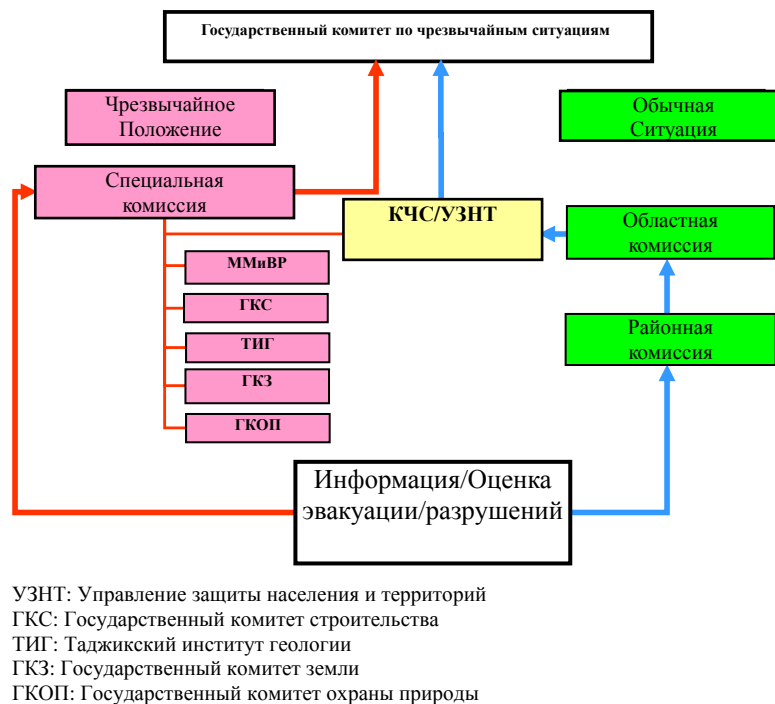 Государственный комитет по чрезвычайным ситуациям
Чрезвычайное
Положение
Обычная
Ситуация
Специальная
комиссия
КЧС/УЗНТ
Областная
комиссия
ММиВР
ГКС
ТИГ
ГКЗ
ГКОП
Районная
комиссия
Информация/Оценка
эвакуации/разрушений
УЗНТ: Управление защиты населения и территорий
ГКС: Государственный комитет строительства
ТИГ: Таджикский институт геологии
ГКЗ: Государственный комитет земли
ГКОП: Государственный комитет охраны природы